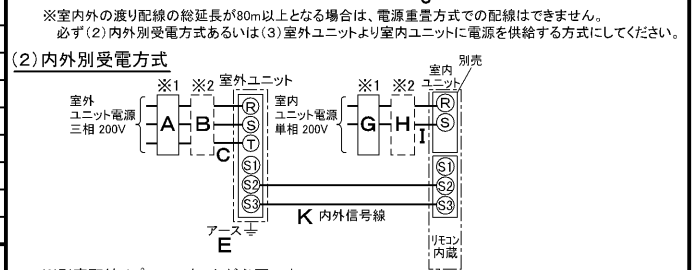 ※室内外の渡り配線の総延長が80m以上となる場合は、電源重畳方式での配線はできません。
必ず(2)内外別受電方式あるいは(3)室外ユニットより室内ユニットに電源を供給する方式にしてください。
(2)内外別受電方式
※1 ※2 室外ユニット
室外
ユニット電源
三相 200V
A B C
R
S
T
S1
S2
S3
アース
E
※1 ※2 室内
ユニット
別売
室内
ユニット電源
単相 200V
G H I
R
S
S1
S2
S3
K 内外信号線
リモコン
内蔵